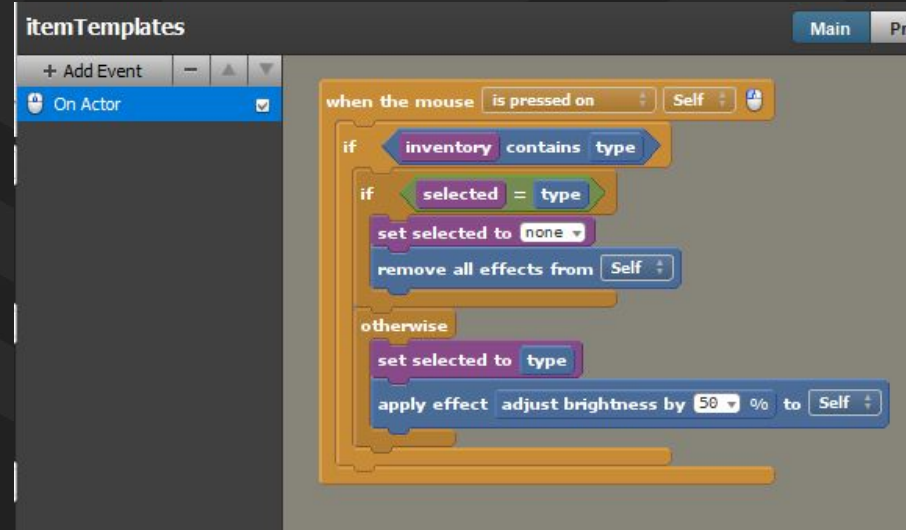 itemTemplates
Main
+ Add Event
On Actor
when the mouse is pressed on Self
if inventory contains type
if selected = type
set selected to none
remove all effects from Self
otherwise
set selected to type
apply effect adjust brightness by 50 % to Self